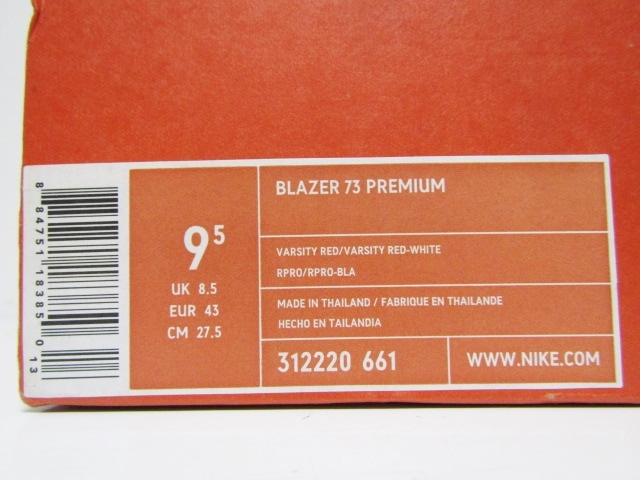 8 84751 18385 0 13
9⁵
UK 8.5
EUR 43
CM 27.5
BLAZER 73 PREMIUM
VARSITY RED/VARSITY RED-WHITE
RPRO/RPRO-BLA
MADE IN THAILAND / FABRIQUE EN THAILANDE
HECHO EN TAILANDIA
312220 661
WWW.NIKE.COM